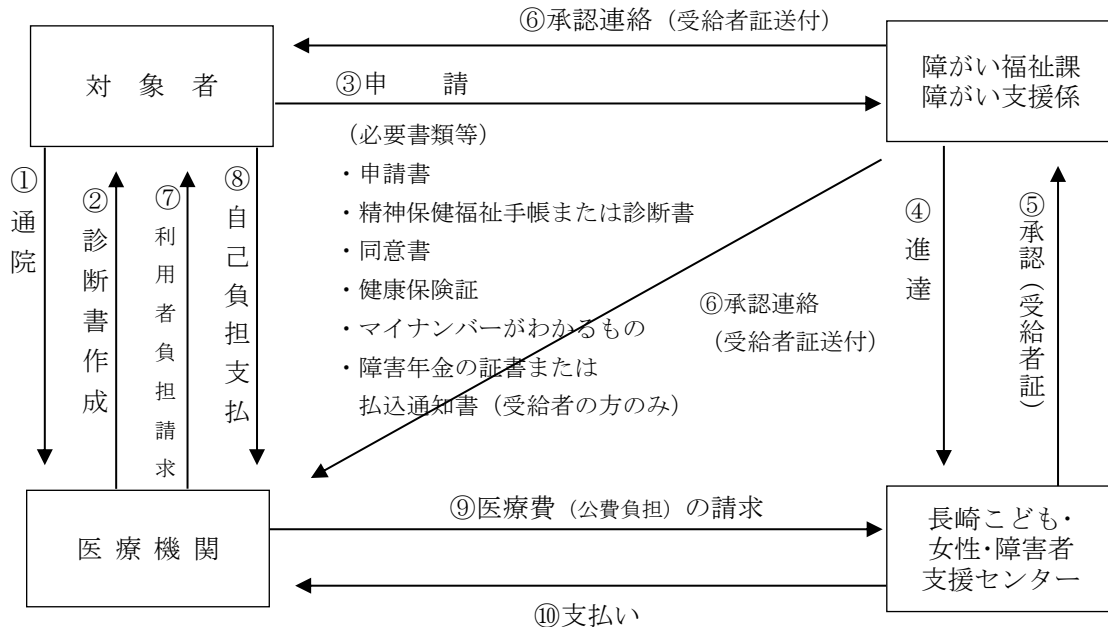 ⑥承認連絡（受給者証送付）
対象者
障がい福祉課
障がい支援係
③申　　請
（必要書類等）
・申請書
・精神保健福祉手帳または診断書
・同意書
・健康保険証
・マイナンバーがわかるもの
・障害年金の証書または
払込通知書（受給者の方のみ）
①通院
②診断書作成
⑦利用者負担請求
⑧自己負担支払
⑥承認連絡
（受給者証送付）
④進達
⑤承認（受給者証）
医療機関
⑨医療費（公費負担）の請求
長崎こども・
女性・障害者
支援センター
⑩支払い